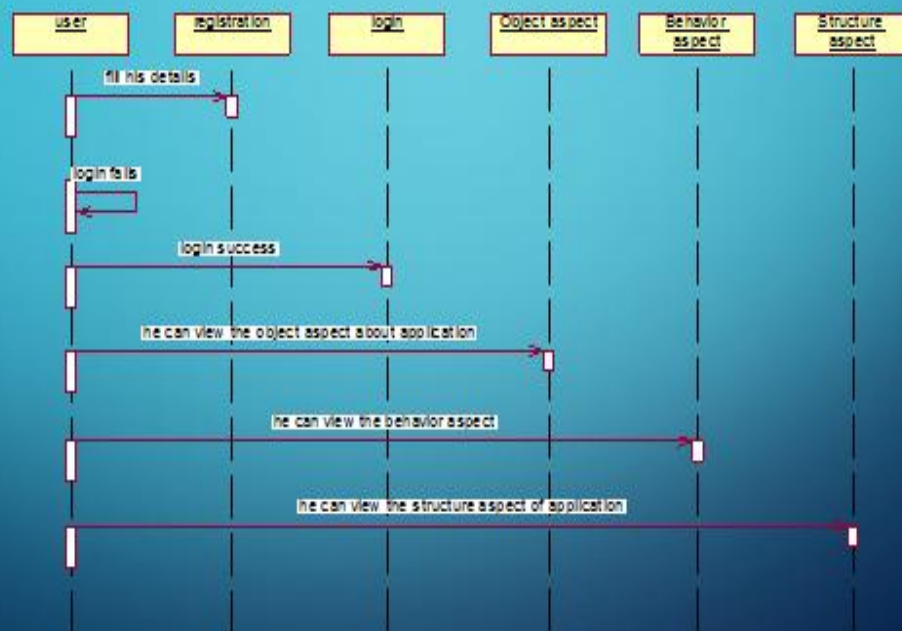 user
registration
login
Object aspect
Behavior
aspect
Structure
aspect
fill his details
login fails
login success
he can view the object aspect about application
he can view the behavior aspect
he can view the structure aspect of application